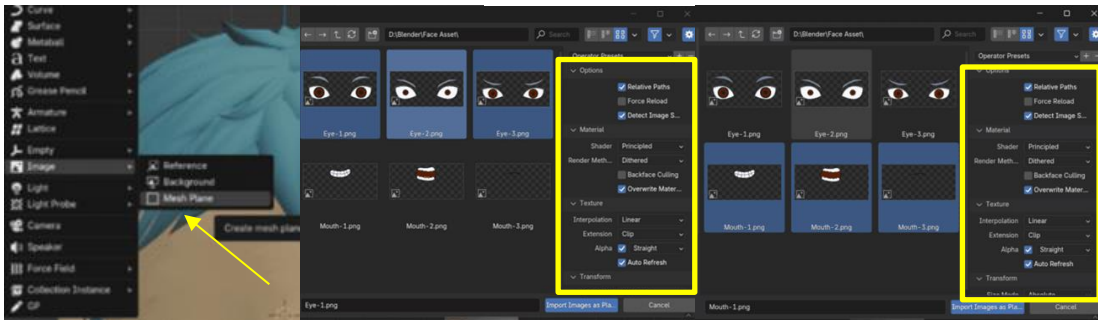 Curve
Surface
Metaball
Text
Volume
Grease Pencil
Armature
Lattice
Empty
Image
Light
Light Probe
Camera
Speaker
Force Field
Collection Instance
GP
Reference
Background
Mesh Plane
Create mesh plane
D:\Blender\Face Asset\
Search
Eye-1.png
Eye-2.png
Eye-3.png
Mouth-1.png
Mouth-2.png
Mouth-3.png
Operator Presets
Options
Relative Paths
Force Reload
Detect Image S...
Material
Shader Principled
Render Meth... Dithered
Backface Culling
Overwrite Mater...
Texture
Interpolation Linear
Extension Clip
Alpha Straight
Auto Refresh
Transform
Eye-1.png
Import Images as Pla...
Cancel
D:\Blender\Face Asset\
Search
Eye-1.png
Eye-2.png
Eye-3.png
Mouth-1.png
Mouth-2.png
Mouth-3.png
Operator Presets
Options
Relative Paths
Force Reload
Detect Image S...
Material
Shader Principled
Render Meth... Dithered
Backface Culling
Overwrite Mater...
Texture
Interpolation Linear
Extension Clip
Alpha Straight
Auto Refresh
Transform
Size Mode Absolute
Mouth-1.png
Import Images as Pla...
Cancel